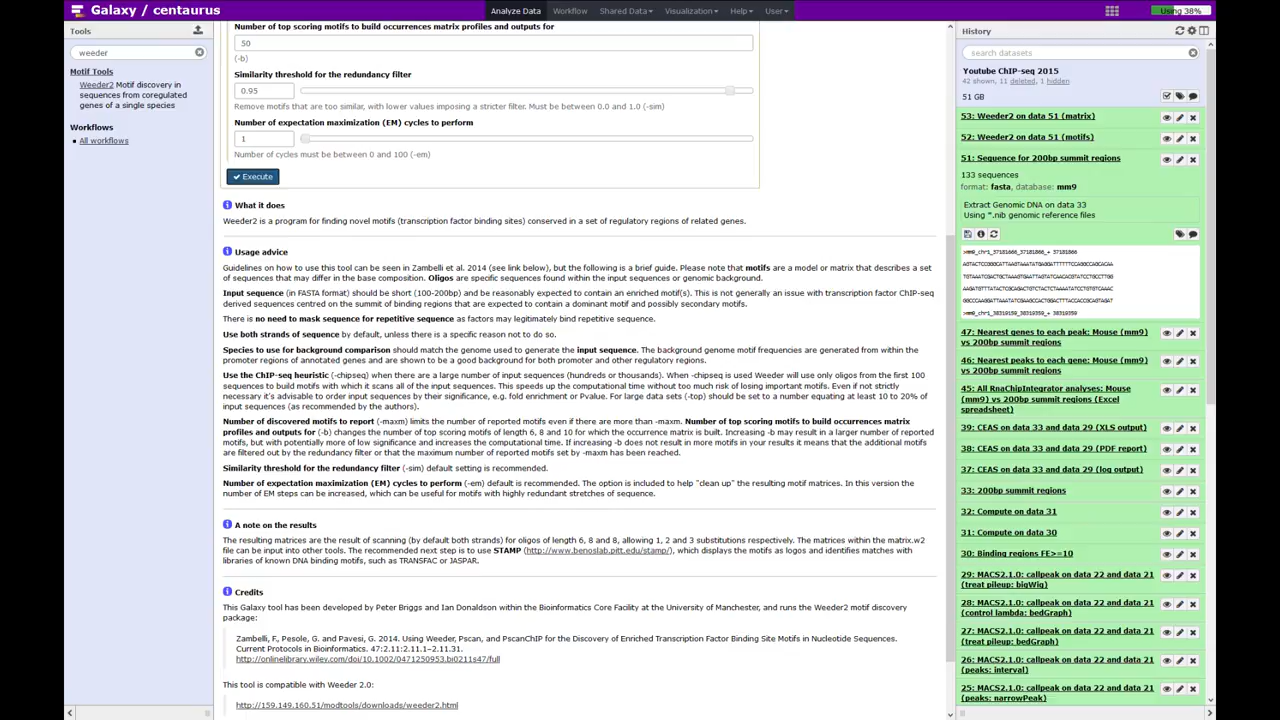 Galaxy / centaurus
Analyze Data
Workflow
Shared Data
Visualization
Help
User
Using 38%
Tools
weeder
Motif Tools
Weeder2 Motif discovery in
sequences from coregulated
genes of a single species
Workflows
All workflows
Number of top scoring motifs to build occurrences matrix profiles and outputs for
50
(-b)
Similarity threshold for the redundancy filter
0.95
Remove motifs that are too similar, with lower values imposing a stricter filter. Must be between 0.0 and 1.0 (-sim)
Number of expectation maximization (EM) cycles to perform
1
Number of cycles must be between 0 and 100 (-em)
Execute
What it does
Weeder2 is a program for finding novel motifs (transcription factor binding sites) conserved in a set of regulatory regions of related genes.
Usage advice
Guidelines on how to use this tool can be seen in Zambelli et al. 2014 (see link below), but the following is a brief guide. Please note that motifs are a model or matrix that describes a set
of sequences that may differ in the base composition. Oligos are specific sequences found within the input sequences or genomic background.
Input sequence (in FASTA format) should be short (100-200bp) and be reasonably expected to contain an enriched motif(s). This is not generally an issue with transcription factor ChIP-seq
derived sequences centred on the summit of binding regions that are expected to contain a dominant motif and possibly secondary motifs.
There is no need to mask sequence for repetitive sequence as factors may legitimately bind repetitive sequence.
Use both strands of sequence by default, unless there is a specific reason not to do so.
Species to use for background comparison should match the genome used to generate the input sequence. The background genome motif frequencies are generated from within the
promoter regions of annotated genes and are shown to be a good background for both promoter and other regulatory regions.
Use the ChIP-seq heuristic (-chipseq) when there are a large number of input sequences (hundreds or thousands). When -chipseq is used Weeder will use only oligos from the first 100
sequences to build motifs with which it scans all of the input sequences. This speeds up the computational time without too much risk of losing important motifs. Even if not strictly
necessary it's advisable to order input sequences by their significance, e.g. fold enrichment or Pvalue. For large data sets (-top) should be set to a number equating at least 10 to 20% of
input sequences (as recommended by the authors).
Number of discovered motifs to report (-maxm) limits the number of reported motifs even if there are more than -maxm. Number of top scoring motifs to build occurrences matrix
profiles and outputs for (-b) changes the number of top scoring motifs of length 6, 8 and 10 for which the occurrence matrix is built. Increasing -b may result in a larger number of reported
motifs, but with potentially more of low significance and increases the computational time. If increasing -b does not result in more motifs in your results it means that the additional motifs
are filtered out by the redundancy filter or that the maximum number of reported motifs set by -maxm has been reached.
Similarity threshold for the redundancy filter (-sim) default setting is recommended.
Number of expectation maximization (EM) cycles to perform (-em) default is recommended. The option is included to help "clean up" the resulting motif matrices. In this version the
number of EM steps can be increased, which can be useful for motifs with highly redundant stretches of sequence.
A note on the results
The resulting matrices are the result of scanning (by default both strands) for oligos of length 6, 8 and 8, allowing 1, 2 and 3 substitutions respectively. The matrices within the matrix.w2
file can be input into other tools. The recommended next step is to use STAMP (http://www.benoslab.pitt.edu/stamp/), which displays the motifs as logos and identifies matches with
libraries of known DNA binding motifs, such as TRANSFAC or JASPAR.
Credits
This Galaxy tool has been developed by Peter Briggs and Ian Donaldson within the Bioinformatics Core Facility at the University of Manchester, and runs the Weeder2 motif discovery
package:
Zambelli, F., Pesole, G. and Pavesi, G. 2014. Using Weeder, Pscan, and PscanChIP for the Discovery of Enriched Transcription Factor Binding Site Motifs in Nucleotide Sequences.
Current Protocols in Bioinformatics. 47:2.11:2.11.1–2.11.31.
http://onlinelibrary.wiley.com/doi/10.1002/0471250953.bi0211s47/full
This tool is compatible with Weeder 2.0:
http://159.149.160.51/modtools/downloads/weeder2.html
History
search datasets
Youtube ChIP-seq 2015
42 shown, 11 deleted, 1 hidden
51 GB
53: Weeder2 on data 51 (matrix)
52: Weeder2 on data 51 (motifs)
51: Sequence for 200bp summit regions
133 sequences
format: fasta, database: mm9
Extract Genomic DNA on data 33
Using *.nib genomic reference files
>mm9_chr1_37181666_37181866_+ 37181866
>mm9_chr1_38319159_38319359_+ 38319359
47: Nearest genes to each peak: Mouse (mm9)
vs 200bp summit regions
46: Nearest peaks to each gene: Mouse (mm9)
vs 200bp summit regions
45: All RnaChipIntegrator analyses: Mouse
(mm9) vs 200bp summit regions (Excel
spreadsheet)
39: CEAS on data 33 and data 29 (XLS output)
38: CEAS on data 33 and data 29 (PDF report)
37: CEAS on data 33 and data 29 (log output)
33: 200bp summit regions
32: Compute on data 31
31: Compute on data 30
30: Binding regions FE>=10
29: MACS2.1.0: callpeak on data 22 and data 21
(treat pileup: bigWig)
28: MACS2.1.0: callpeak on data 22 and data 21
(control lambda: bedGraph)
27: MACS2.1.0: callpeak on data 22 and data 21
(treat pileup: bedGraph)
26: MACS2.1.0: callpeak on data 22 and data 21
(peaks: interval)
25: MACS2.1.0: callpeak on data 22 and data 21
(peaks: narrowPeak)